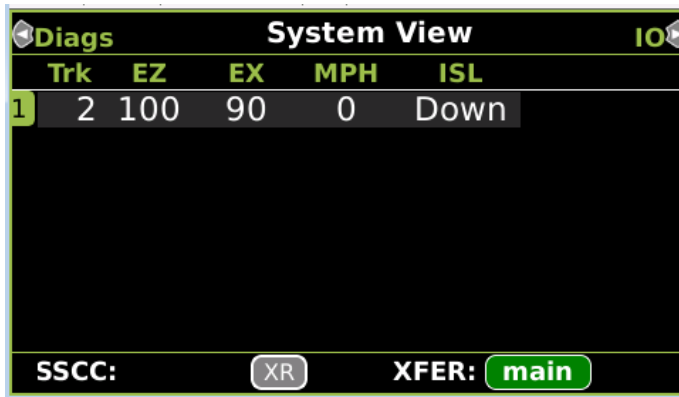 Diags System View IO
Trk EZ EX MPH ISL
1 2 100 90 0 Down
SSCC: XR XFER: main